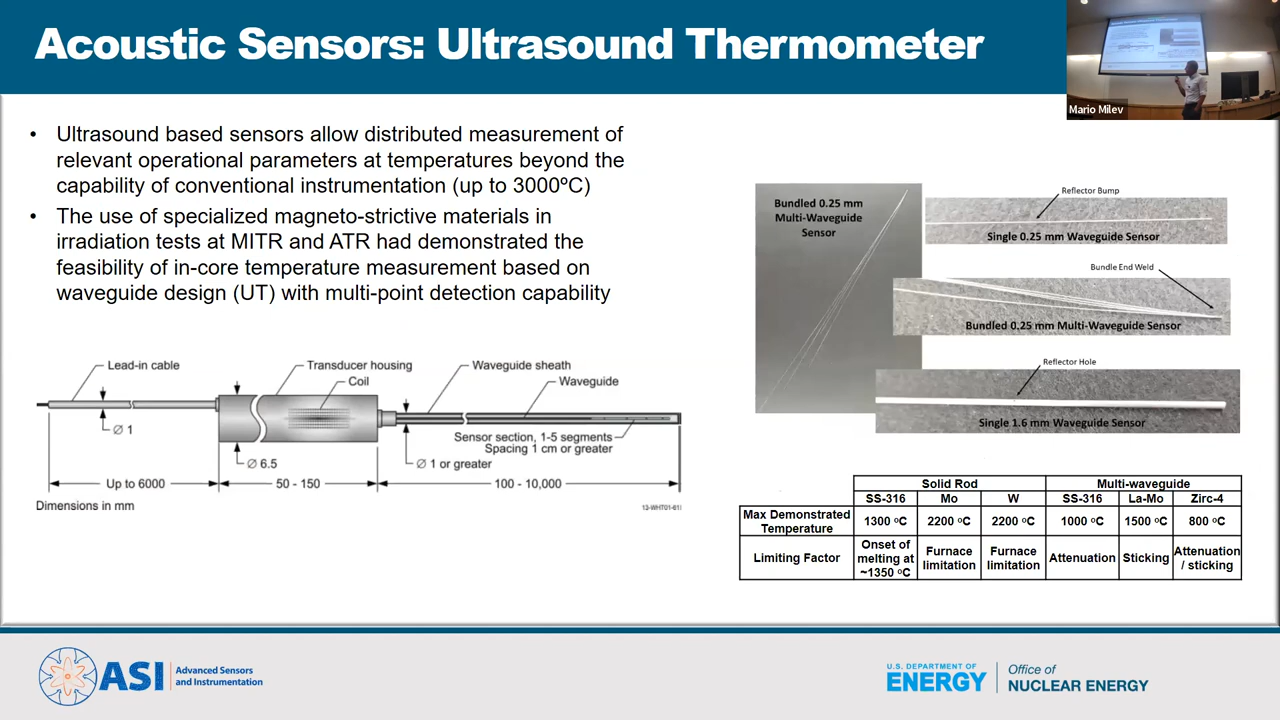 Acoustic Sensors: Ultrasound Thermometer
Mario Milev
• Ultrasound based sensors allow distributed measurement of
relevant operational parameters at temperatures beyond the
capability of conventional instrumentation (up to 3000ºC)
• The use of specialized magneto-strictive materials in
irradiation tests at MITR and ATR had demonstrated the
feasibility of in-core temperature measurement based on
waveguide design (UT) with multi-point detection capability
Lead-in cable
Transducer housing
Coil
Waveguide sheath
Waveguide
Ø 1
Ø 6.5
Sensor section, 1-5 segments
Spacing 1 cm or greater
Ø 1 or greater
Up to 6000
50 - 150
100 - 10,000
Dimensions in mm
Bundled 0.25 mm
Multi-Waveguide
Sensor
Reflector Bump
Single 0.25 mm Waveguide Sensor
Bundle End Weld
Bundled 0.25 mm Multi-Waveguide Sensor
Reflector Hole
Single 1.6 mm Waveguide Sensor
Solid Rod Multi-waveguide
SS-316 Mo W SS-316 La-Mo Zirc-4
Max Demonstrated Temperature 1300 ºC 2200 ºC 2200 ºC 1000 ºC 1500 ºC 800 ºC
Limiting Factor Onset of melting at ~1350 ºC Furnace limitation Furnace limitation Attenuation Sticking Attenuation / sticking
ASI Advanced Sensors
and Instrumentation
U.S. DEPARTMENT OF
ENERGY
Office of
NUCLEAR ENERGY